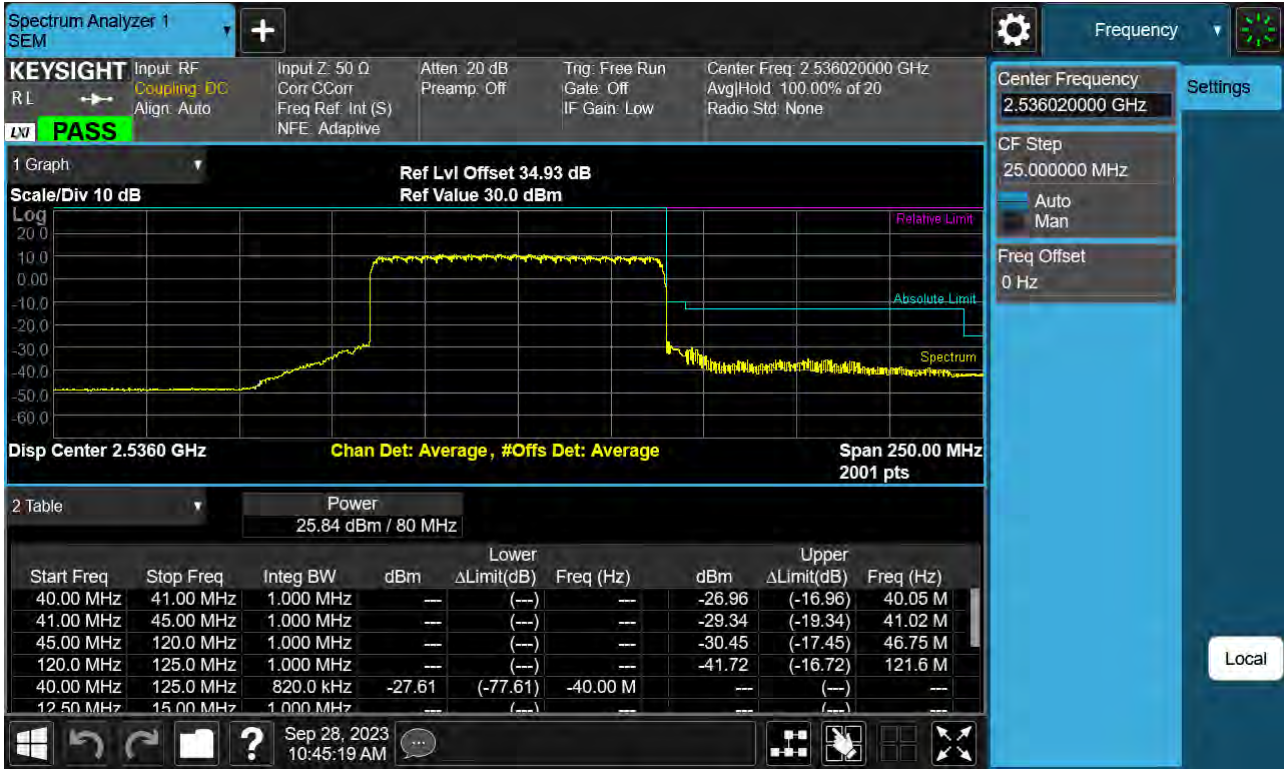 Spectrum Analyzer 1
SEM
+
Frequency
KEYSIGHT Input: RF Input Z: 50 Ω Atten: 20 dB Trig: Free Run Center Freq: 2.536020000 GHz
RL Coupling: DC Corr CCorr Preamp: Off Gate: Off Avg|Hold: 100.00% of 20
Align: Auto Freq Ref: Int (S) IF Gain: Low Radio Std: None
NFE: Adaptive
LXI PASS
Center Frequency
2.536020000 GHz
Settings
CF Step
25.000000 MHz
Auto
Man
Freq Offset
0 Hz
1 Graph
Ref Lvl Offset 34.93 dB
Scale/Div 10 dB Ref Value 30.0 dBm
Log
20.0
10.0
0.00
-10.0
-20.0
-30.0
-40.0
-50.0
-60.0
Relative Limit
Absolute Limit
Spectrum
Disp Center 2.5360 GHz Chan Det: Average, #Offs Det: Average Span 250.00 MHz
2001 pts
2 Table
Power
25.84 dBm / 80 MHz
Lower Upper
Start Freq Stop Freq Integ BW dBm ΔLimit(dB) Freq (Hz) dBm ΔLimit(dB) Freq (Hz)
40.00 MHz 41.00 MHz 1.000 MHz --- (---) --- -26.96 (-16.96) 40.05 M
41.00 MHz 45.00 MHz 1.000 MHz --- (---) --- -29.34 (-19.34) 41.02 M
45.00 MHz 120.0 MHz 1.000 MHz --- (---) --- -30.45 (-17.45) 46.75 M
120.0 MHz 125.0 MHz 1.000 MHz --- (---) --- -41.72 (-16.72) 121.6 M
40.00 MHz 125.0 MHz 820.0 kHz -27.61 (-77.61) -40.00 M --- (---) ---
12.50 MHz 15.00 MHz 1.000 MHz --- (---) --- --- (---) ---
Local
?
Sep 28, 2023
10:45:19 AM